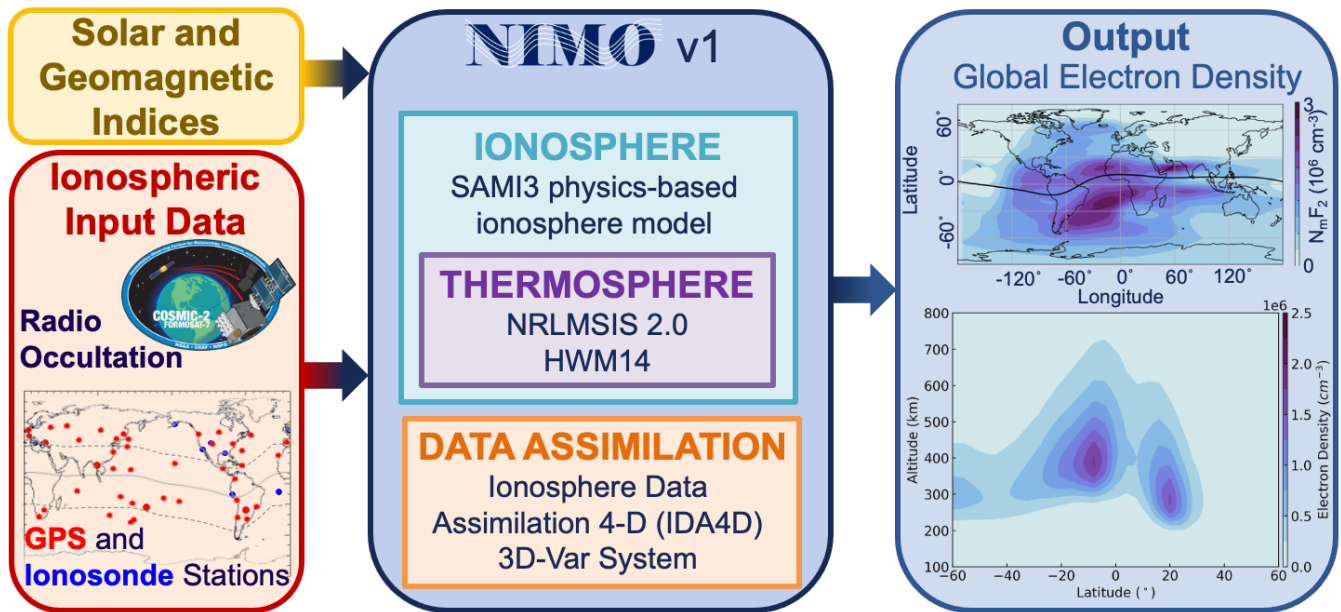 Solar and
Geomagnetic
Indices
Ionospheric
Input Data
COSMIC-2
FORMOSAT-7
NOAA • USAF • NSPO
Radio
Occultation
GPS and
Ionosonde Stations
NIMO v1
IONOSPHERE
SAMI3 physics-based
ionosphere model
THERMOSPHERE
NRLMSIS 2.0
HWM14
DATA ASSIMILATION
Ionosphere Data
Assimilation 4-D (IDA4D)
3D-Var System
Output
Global Electron Density
Latitude
60°
0°
-60°
-120° -60° 0° 60° 120°
Longitude
3
0
NmF2 (10⁶ cm⁻³)
1e6
Altitude (km)
800
700
600
500
400
300
200
100
-60 -40 -20 0 20 40 60
Latitude (°)
2.5
2.0
1.5
1.0
0.5
0.0
Electron Density (cm⁻³)